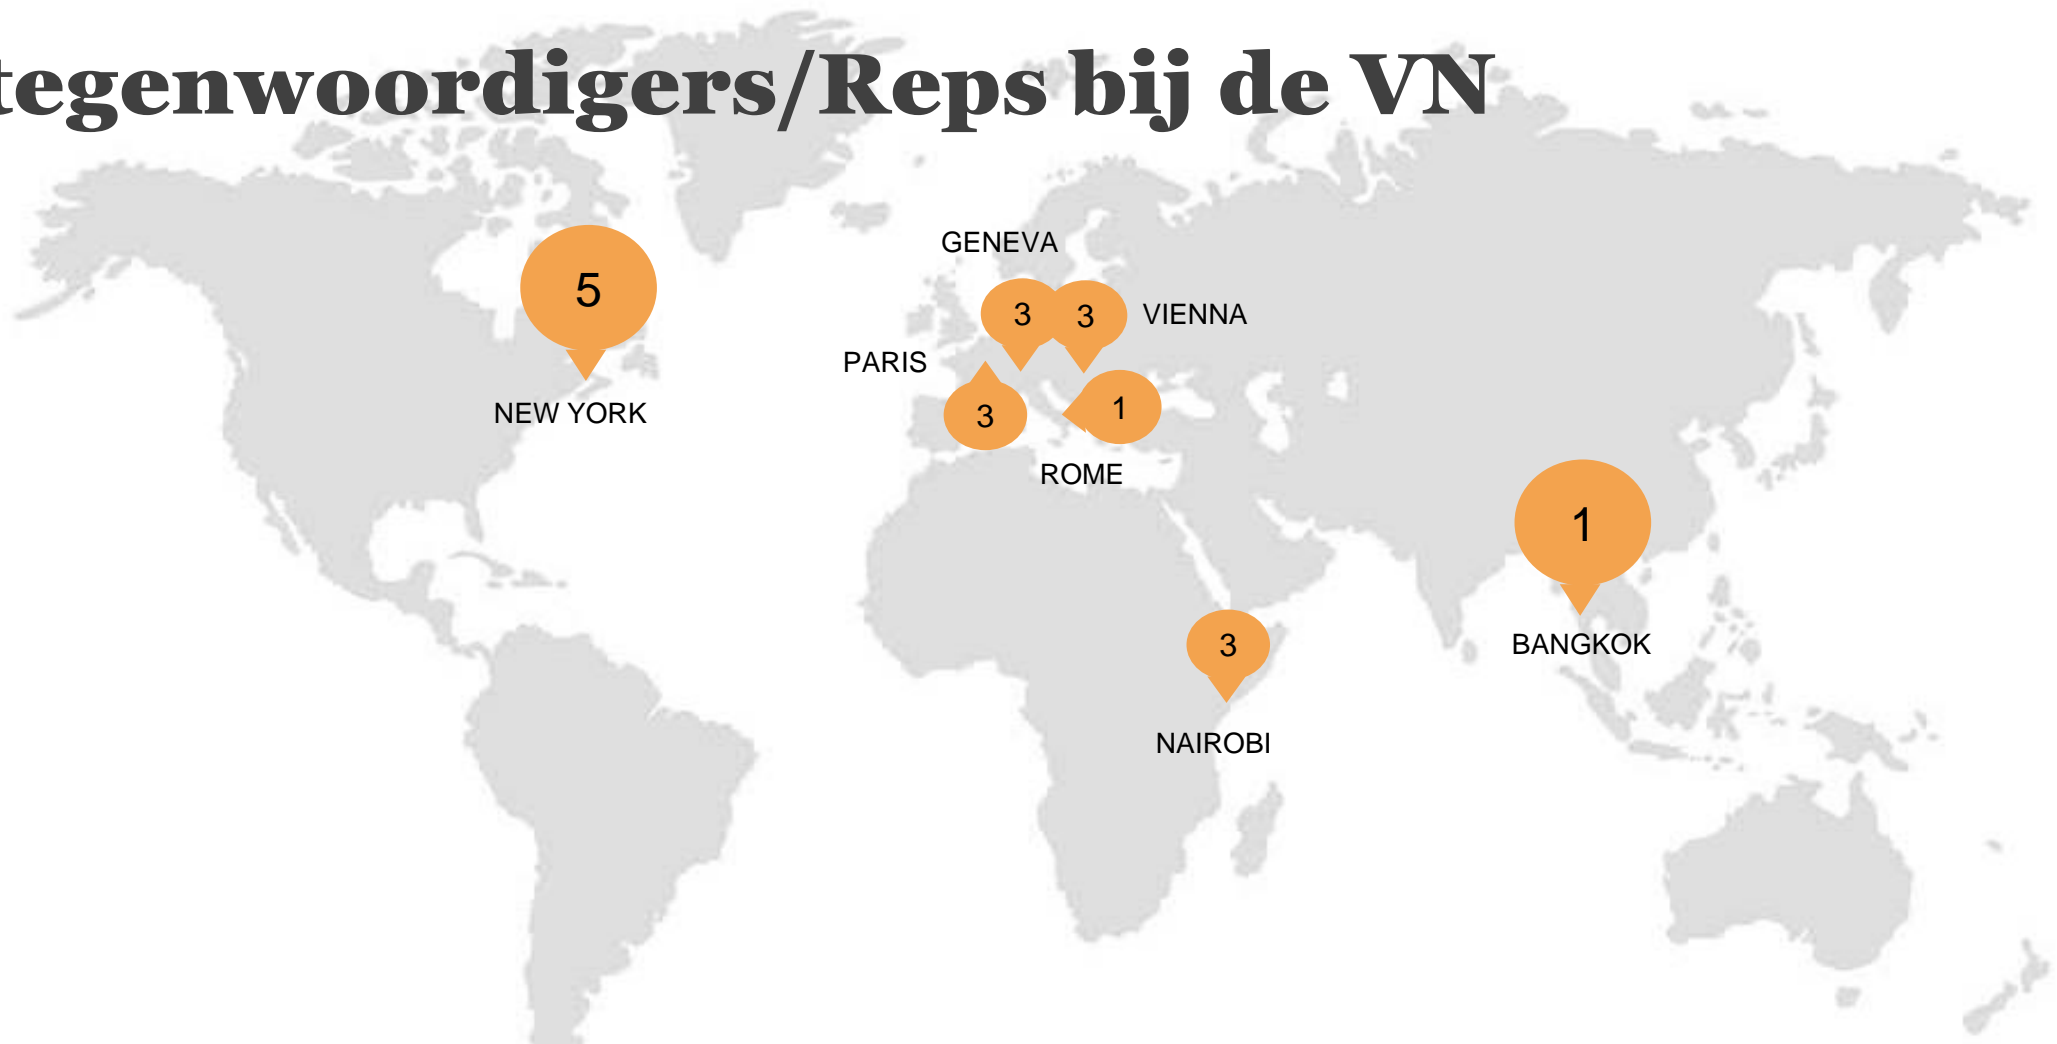 tegenwoordigers/Reps bij de VN
GENEVA
5
3
3
VIENNA
PARIS
3
1
NEW YORK
ROME
1
3
BANGKOK
NAIROBI